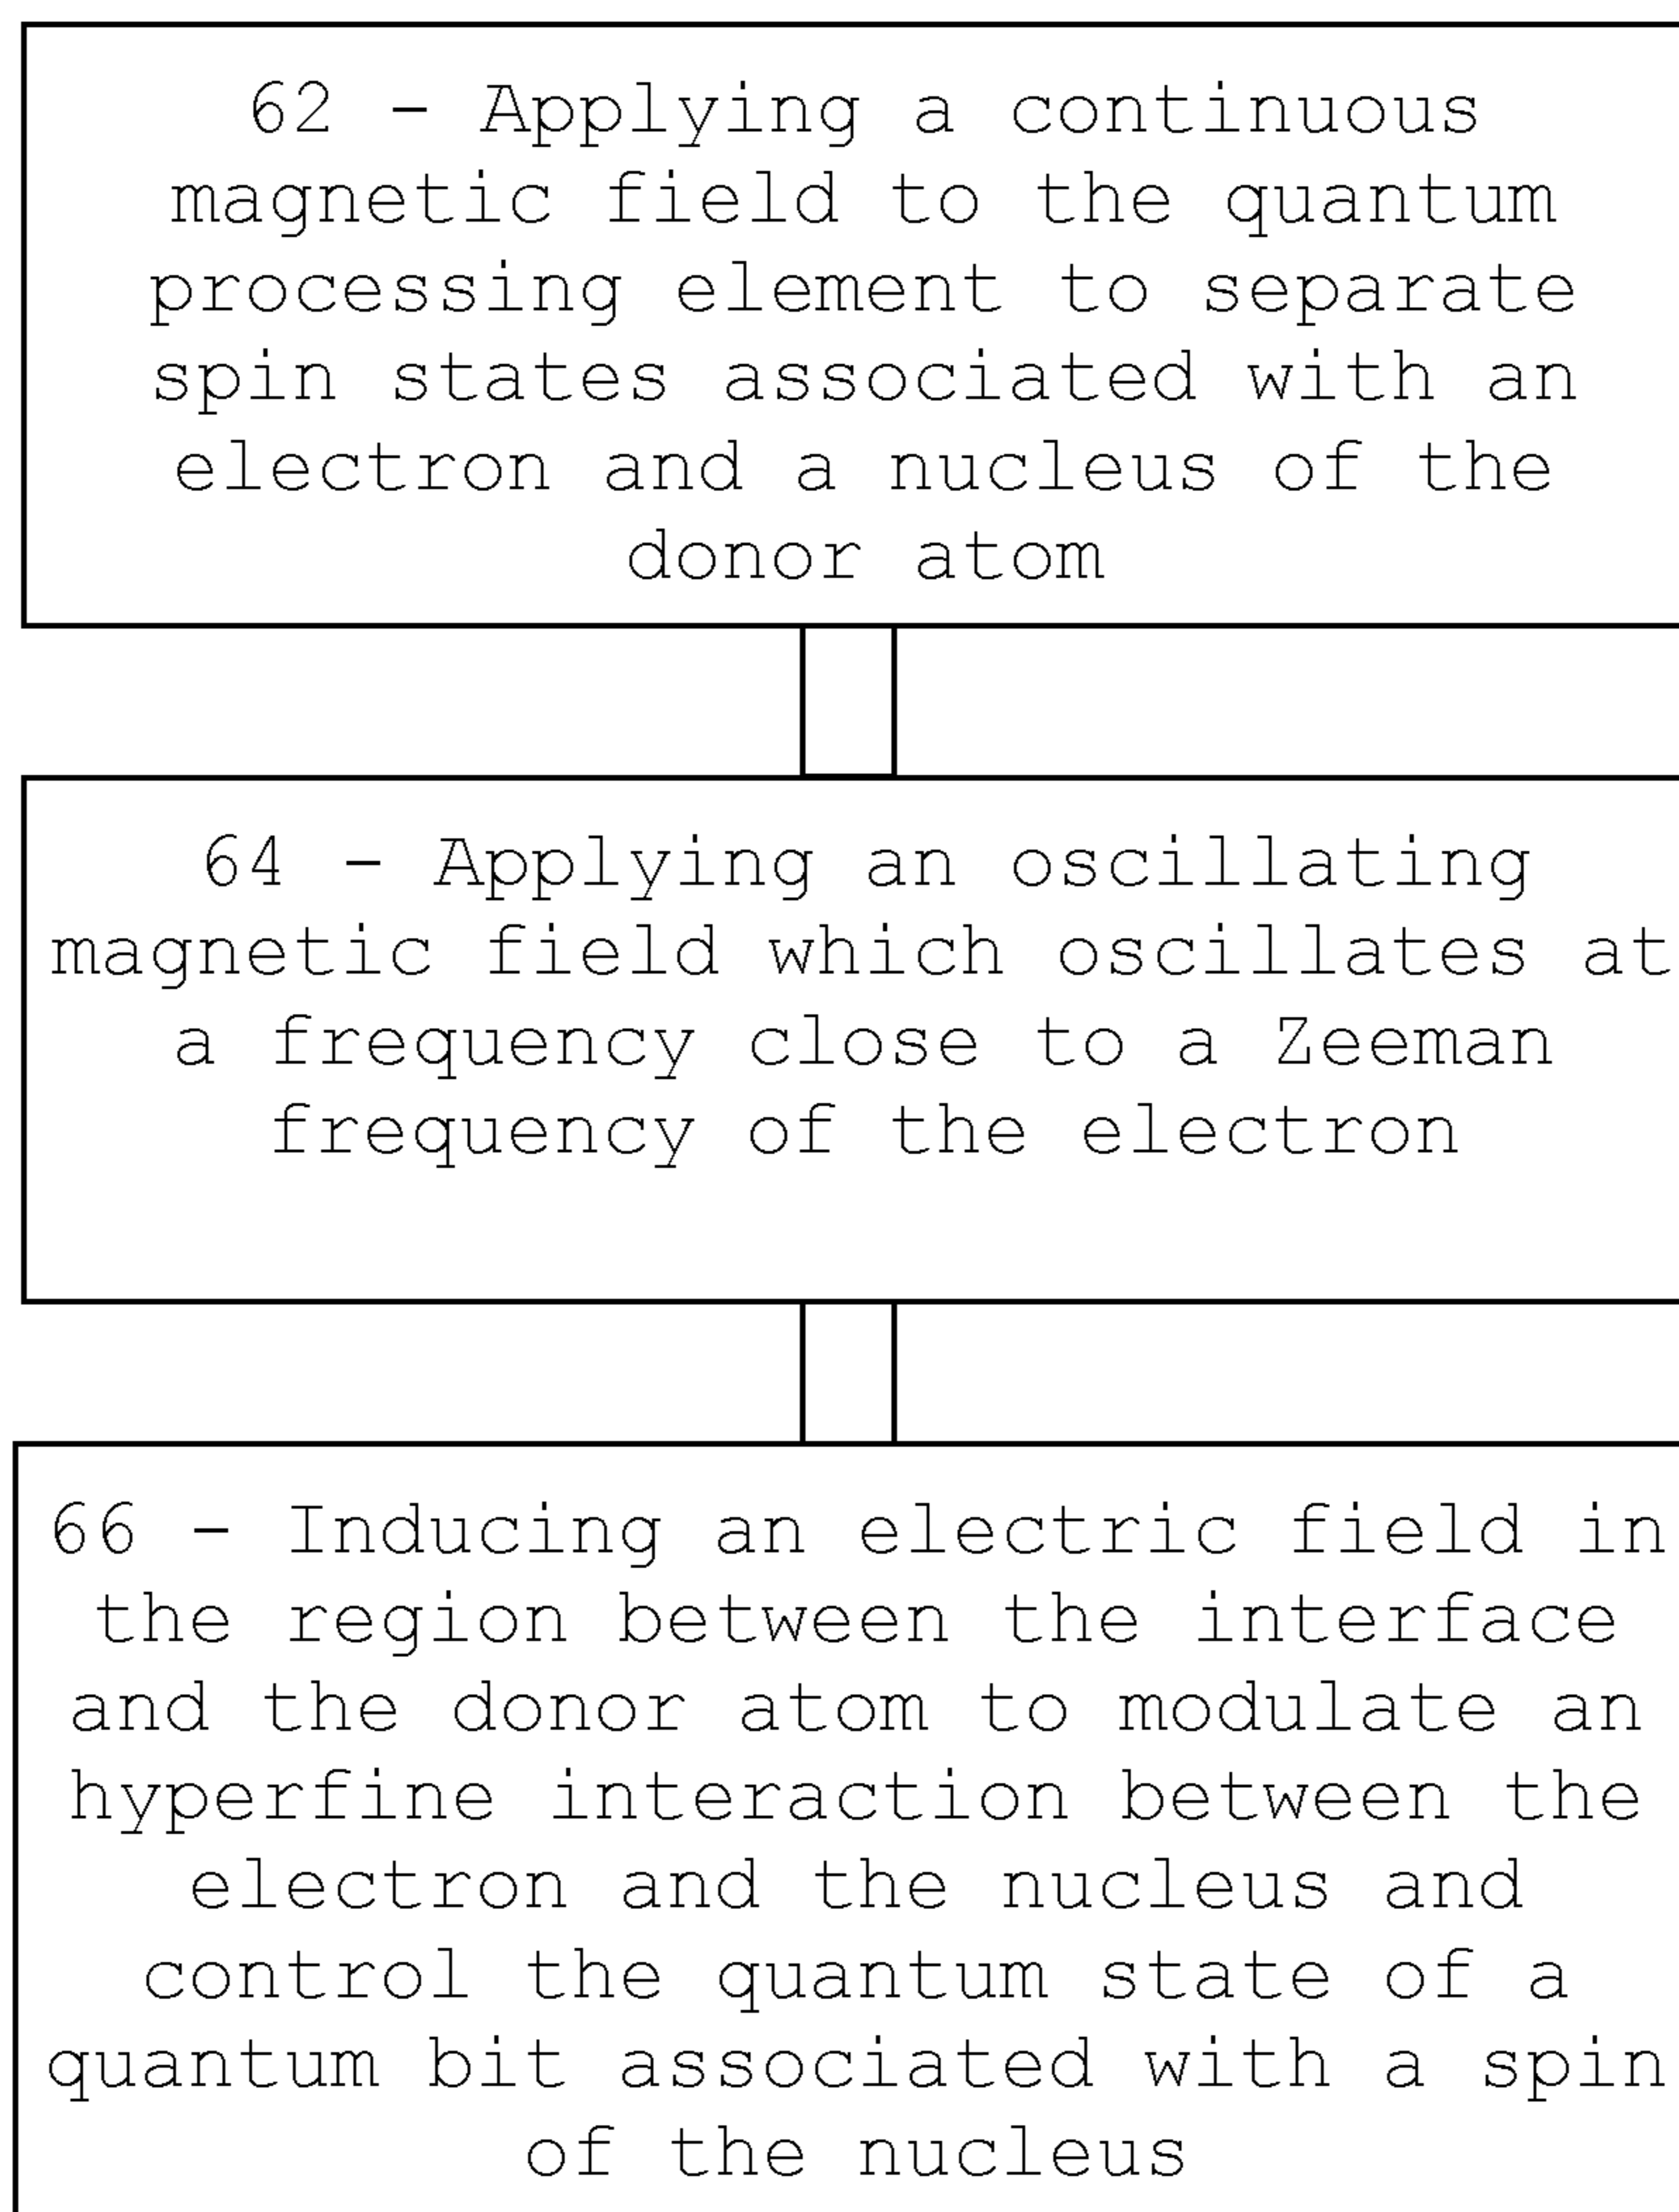 62 - Applying a continuous
magnetic field to the quantum
processing element to separate
spin states associated with an
electron and a nucleus of the
donor atom
64 - Applying an oscillating
magnetic field which oscillates at
a frequency close to a Zeeman
frequency of the electron
66 - Inducing an electric field in
the region between the interface
and the donor atom to modulate an
hyperfine interaction between the
electron and the nucleus and
control the quantum state of a
quantum bit associated with a spin
of the nucleus